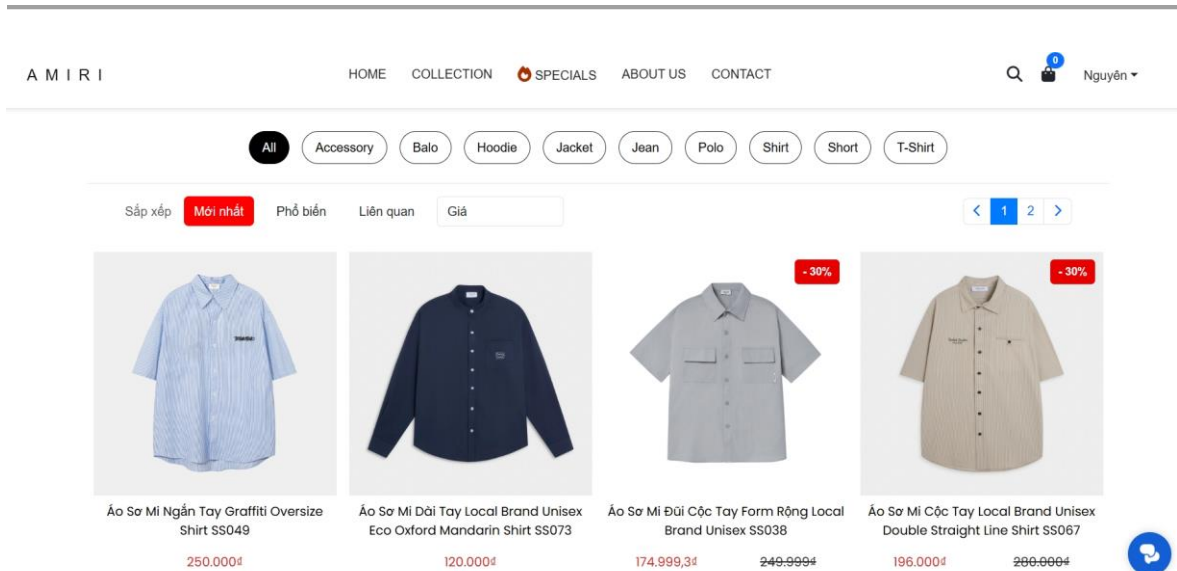 A M I R I
HOME COLLECTION SPECIALS ABOUT US CONTACT
0
Nguyên
All Accessory Balo Hoodie Jacket Jean Polo Shirt Short T-Shirt
Sắp xếp Mới nhất Phổ biến Liên quan Giá
1 2
- 30%
- 30%
Áo Sơ Mi Ngắn Tay Graffiti Oversize
Shirt SS049
250.000₫
Áo Sơ Mi Dài Tay Local Brand Unisex
Eco Oxford Mandarin Shirt SS073
120.000₫
Áo Sơ Mi Đũi Cộc Tay Form Rộng Local
Brand Unisex SS038
174.999,3₫ 249.999₫
Áo Sơ Mi Cộc Tay Local Brand Unisex
Double Straight Line Shirt SS067
196.000₫ 280.000₫